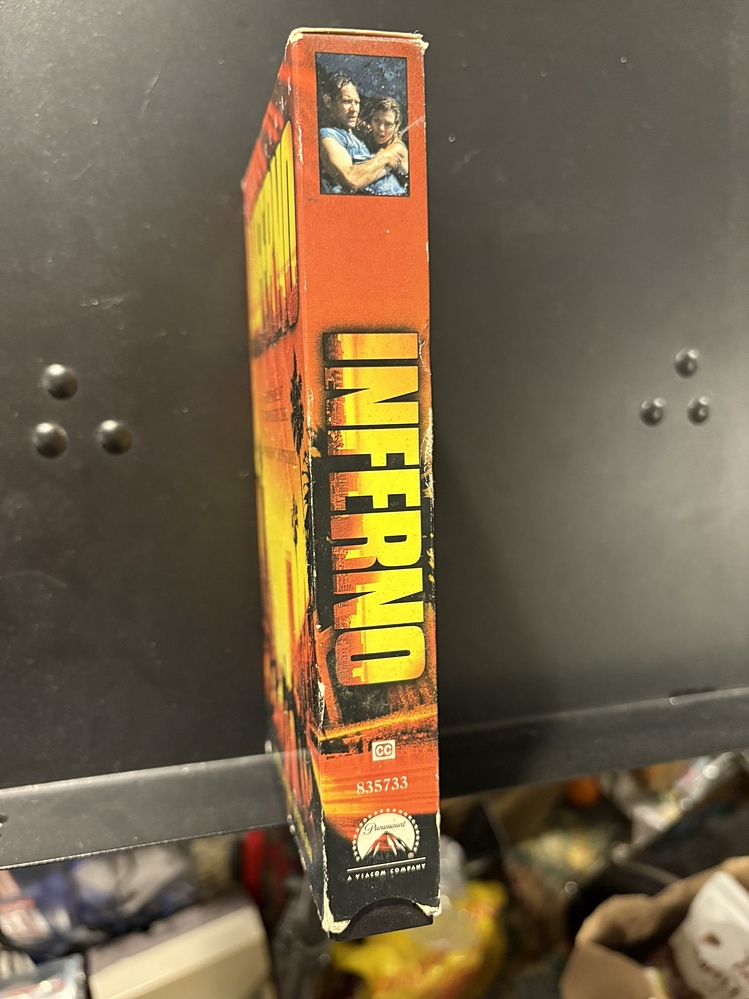 INFERNO
CC
835733
Paramount
®
A VIACOM COMPANY